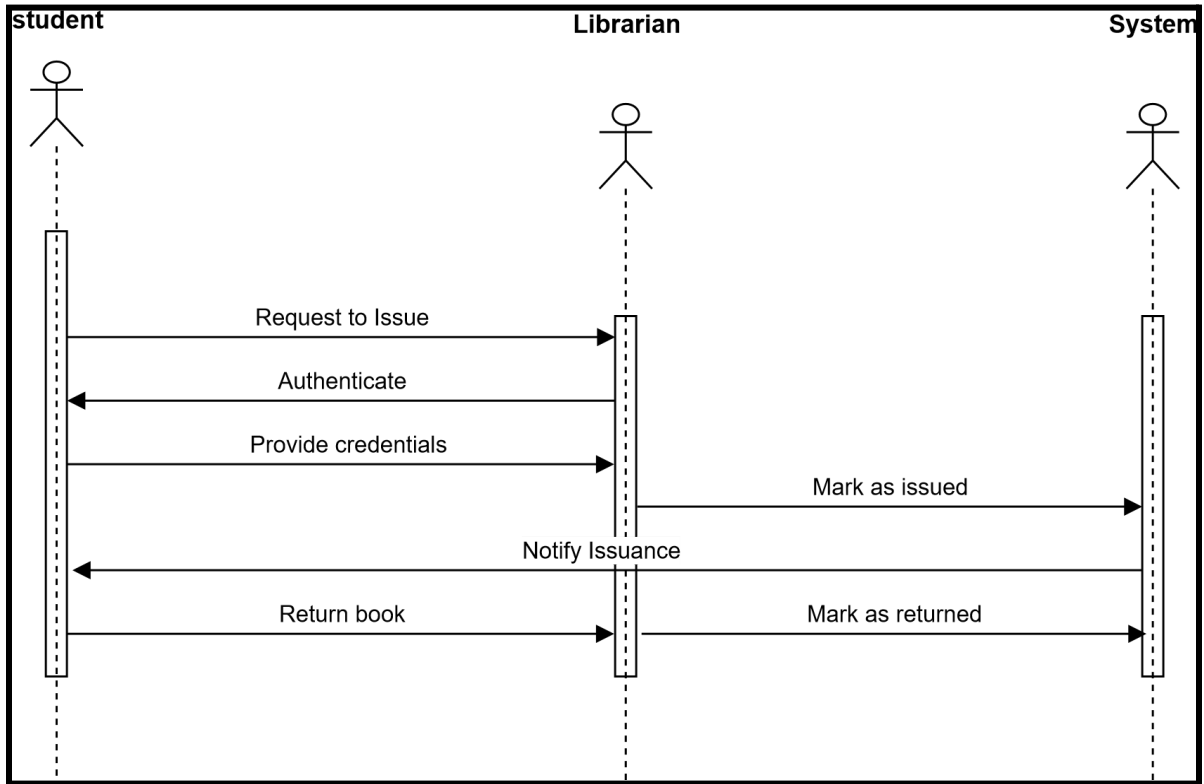 student
Librarian
System
Request to Issue
Authenticate
Provide credentials
Mark as issued
Notify Issuance
Return book
Mark as returned